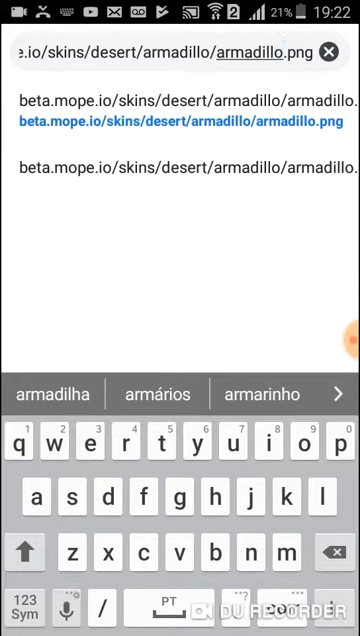 2 21% 19:22
e.io/skins/desert/armadillo/armadillo.png
beta.mope.io/skins/desert/armadillo/armadillo.
beta.mope.io/skins/desert/armadillo/armadillo.png
beta.mope.io/skins/desert/armadillo/armadillo.
armadilha armários armarinho
1 2 3 4 5 6 7 8 9 0
q w e r t y u i o p
a s d f g h j k l
z x c v b n m
123 / PT ?
Sym
DU RECORDER